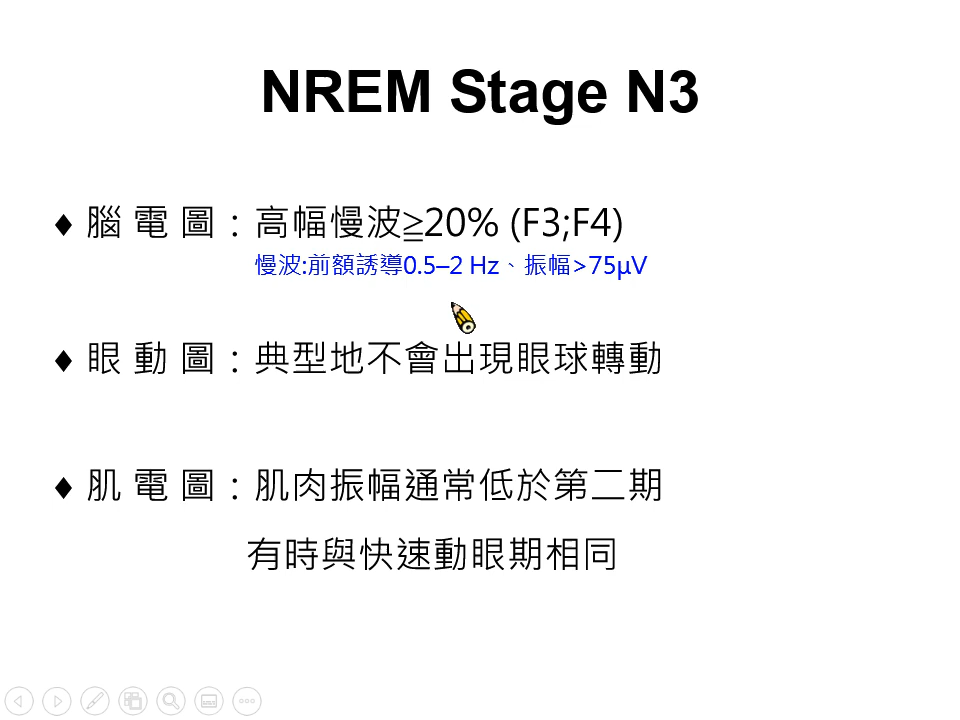 NREM Stage N3
♦ 腦電圖：高幅慢波≧20% (F3;F4)
慢波:前額誘導0.5–2 Hz、振幅>75μV
♦ 眼動圖：典型地不會出現眼球轉動
♦ 肌電圖：肌肉振幅通常低於第二期
有時與快速動眼期相同